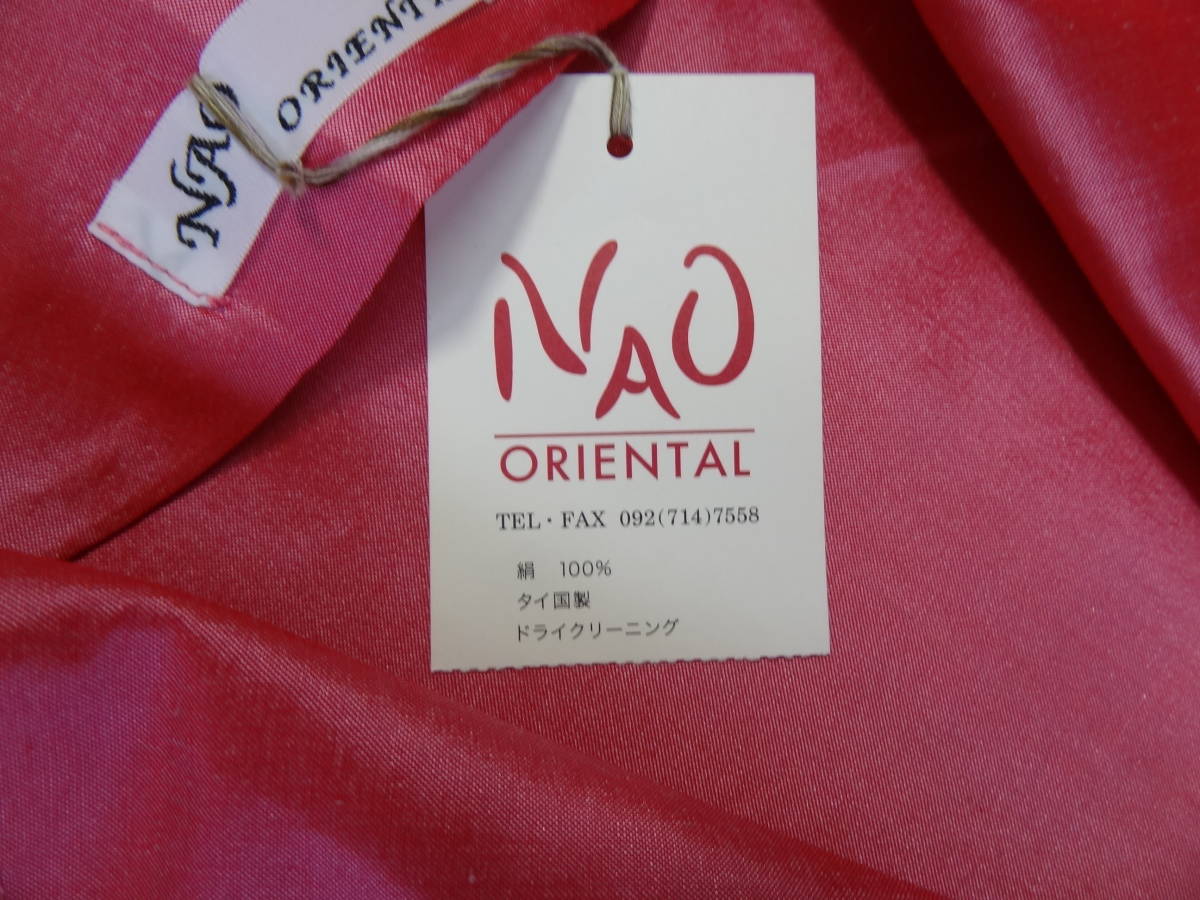 NAO
ORIENTAL
NAO
ORIENTAL
TEL・FAX 092(714)7558
絹 100%
タイ国製
ドライクリーニング